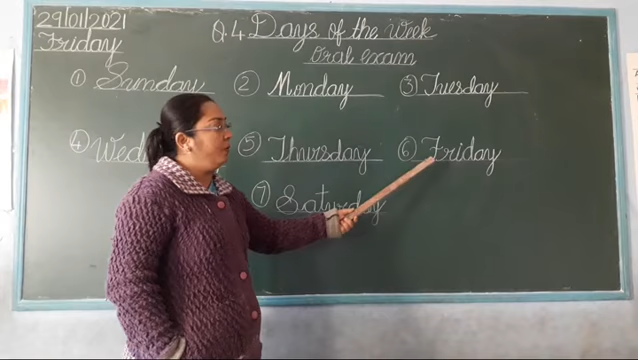 29/01/2021
Friday
Q.4 Days of the Week
Oral exam
① Sunday ② Monday ③ Tuesday
④ Wed ⑤ Thursday ⑥ Friday
⑦ Saturday